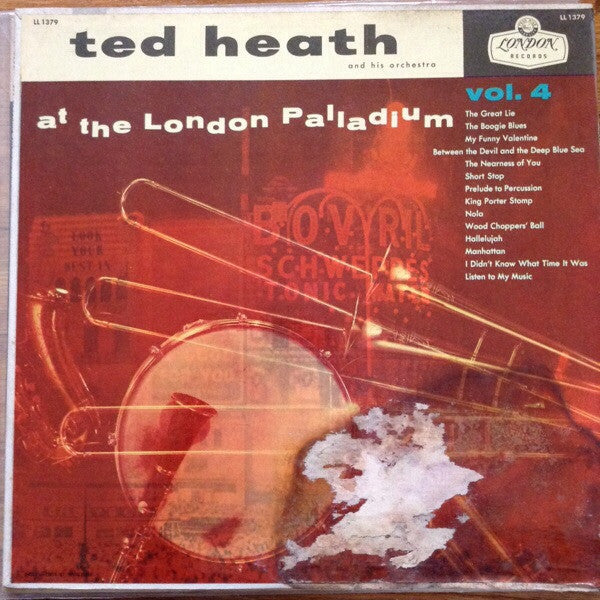 LL 1379
LL 1379
ted heath
and his orchestra
LONDON
RECORDS
vol. 4
at the London Palladium
The Great Lie
The Boogie Blues
My Funny Valentine
Between the Devil and the Deep Blue Sea
The Nearness of You
Short Stop
Prelude to Percussion
King Porter Stomp
Nola
Wood Choppers' Ball
Hallelujah
Manhattan
I Didn't Know What Time It Was
Listen to My Music
BOVRIL
SCHWEPPES
TONIC WATER